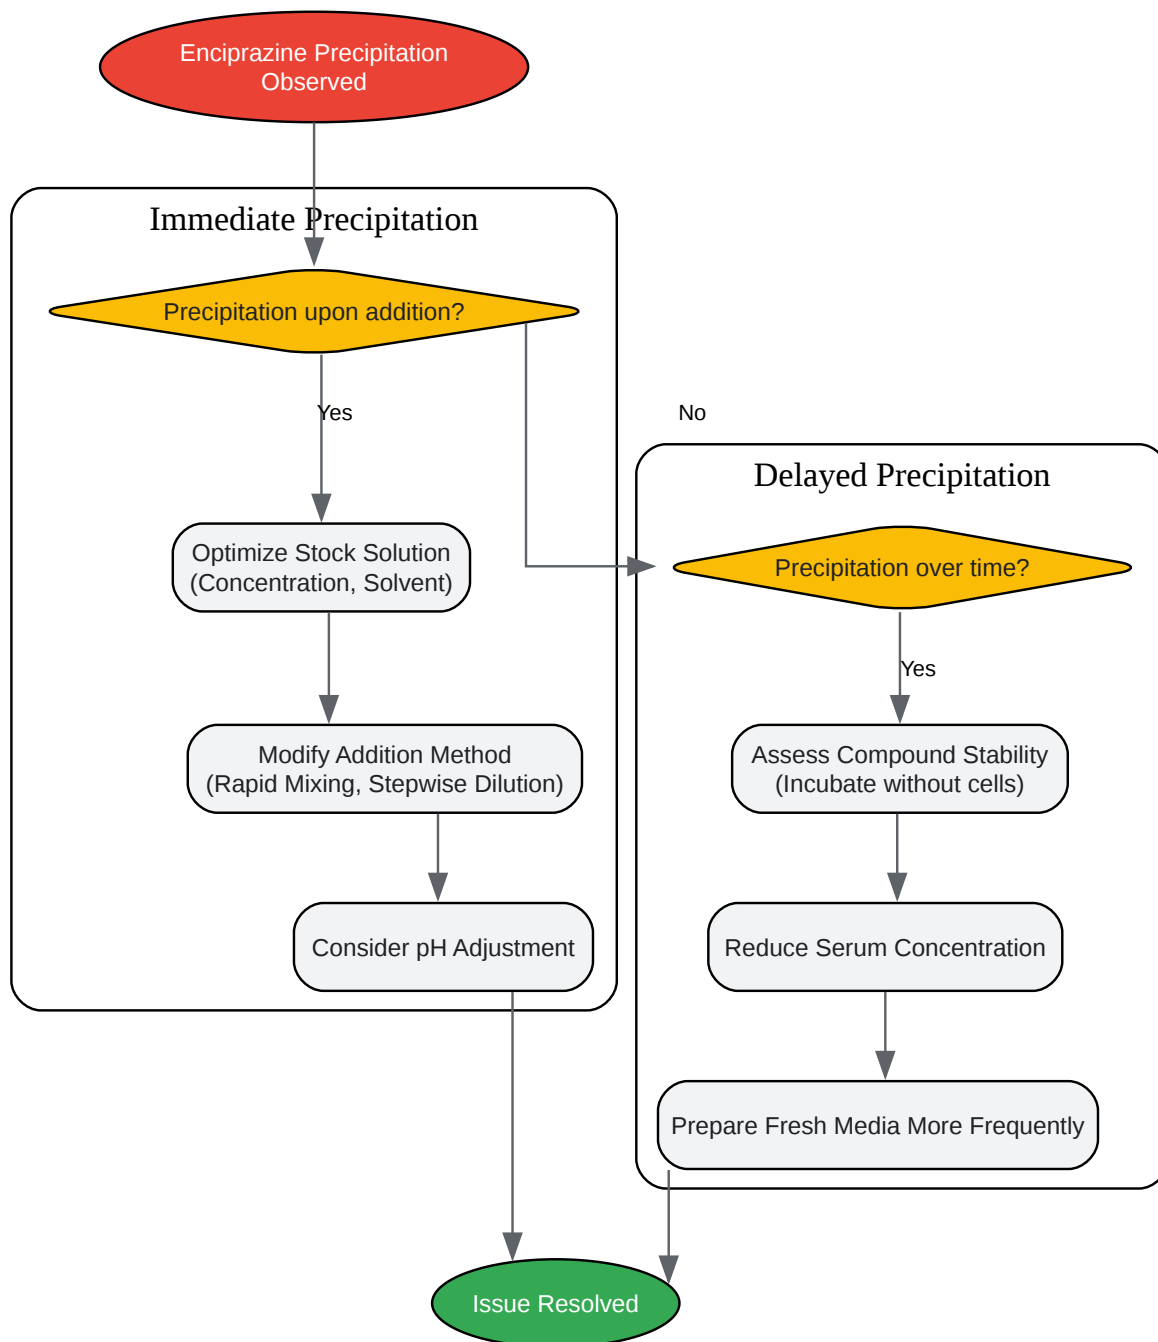 Enciprazine Precipitation
Observed
Immediate Precipitation
Precipitation upon addition?
Yes
No
Optimize Stock Solution
(Concentration, Solvent)
Modify Addition Method
(Rapid Mixing, Stepwise Dilution)
Consider pH Adjustment
Delayed Precipitation
Precipitation over time?
Yes
Assess Compound Stability
(Incubate without cells)
Reduce Serum Concentration
Prepare Fresh Media More Frequently
Issue Resolved